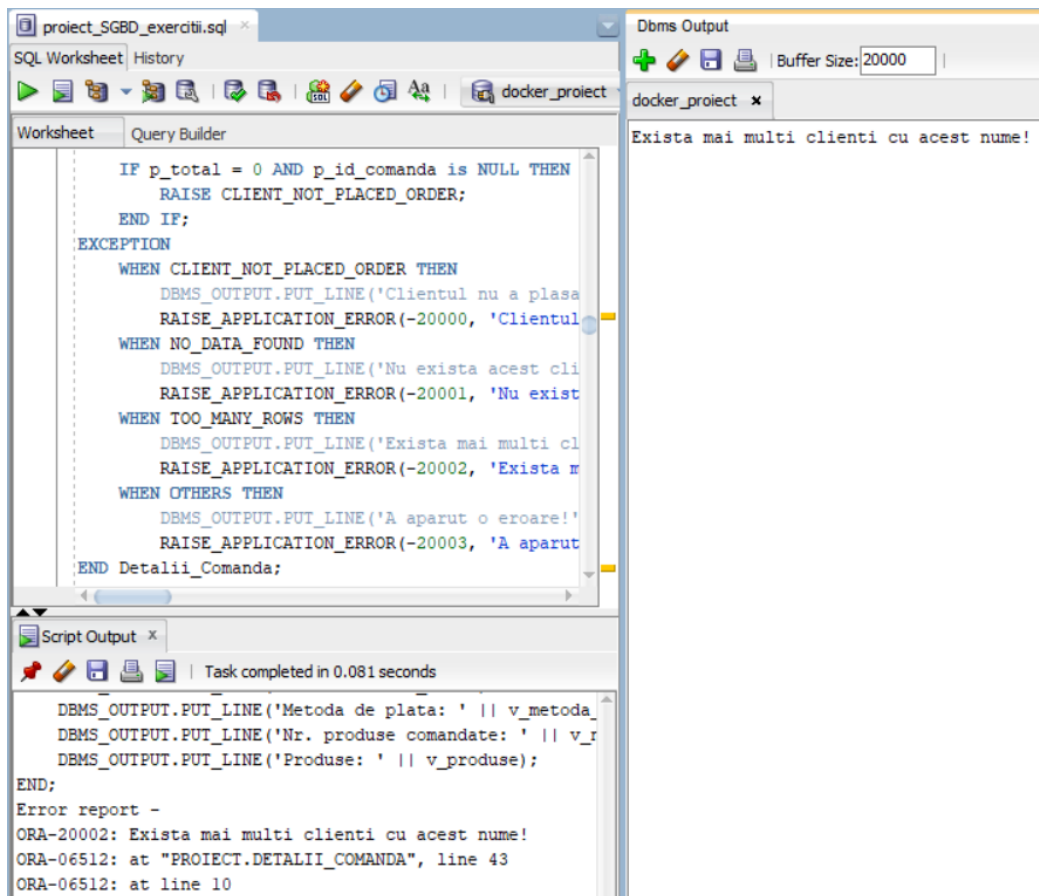 proiect_SGBD_exercitii.sql
SQL Worksheet History
docker_proiect
Worksheet Query Builder
IF p_total = 0 AND p_id_comanda is NULL THEN
RAISE CLIENT_NOT_PLACED_ORDER;
END IF;
EXCEPTION
WHEN CLIENT_NOT_PLACED_ORDER THEN
DBMS_OUTPUT.PUT_LINE('Clientul nu a plasa
RAISE_APPLICATION_ERROR(-20000, 'Clientul
WHEN NO_DATA_FOUND THEN
DBMS_OUTPUT.PUT_LINE('Nu exista acest cli
RAISE_APPLICATION_ERROR(-20001, 'Nu exist
WHEN TOO_MANY_ROWS THEN
DBMS_OUTPUT.PUT_LINE('Exista mai multi cl
RAISE_APPLICATION_ERROR(-20002, 'Exista m
WHEN OTHERS THEN
DBMS_OUTPUT.PUT_LINE('A aparut o eroare!'
RAISE_APPLICATION_ERROR(-20003, 'A aparut
END Detalii_Comanda;
Script Output
Task completed in 0.081 seconds
DBMS_OUTPUT.PUT_LINE('Metoda de plata: ' || v_metoda_
DBMS_OUTPUT.PUT_LINE('Nr. produse comandate: ' || v_
DBMS_OUTPUT.PUT_LINE('Produse: ' || v_produse);
END;
Error report -
ORA-20002: Exista mai multi clienti cu acest nume!
ORA-06512: at "PROIECT.DETALII_COMANDA", line 43
ORA-06512: at line 10
Dbms Output
Buffer Size: 20000
docker_proiect
Exista mai multi clienti cu acest nume!